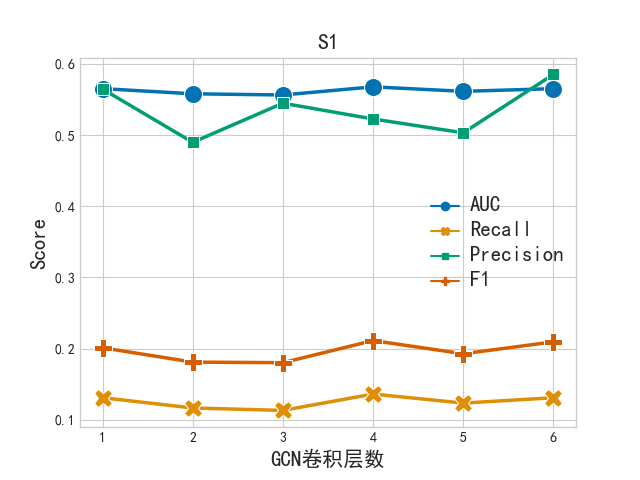 S1
0.6
0.5
0.4
0.3
0.2
0.1
Score
AUC
Recall
Precision
F1
1 2 3 4 5 6
GCN卷积层数